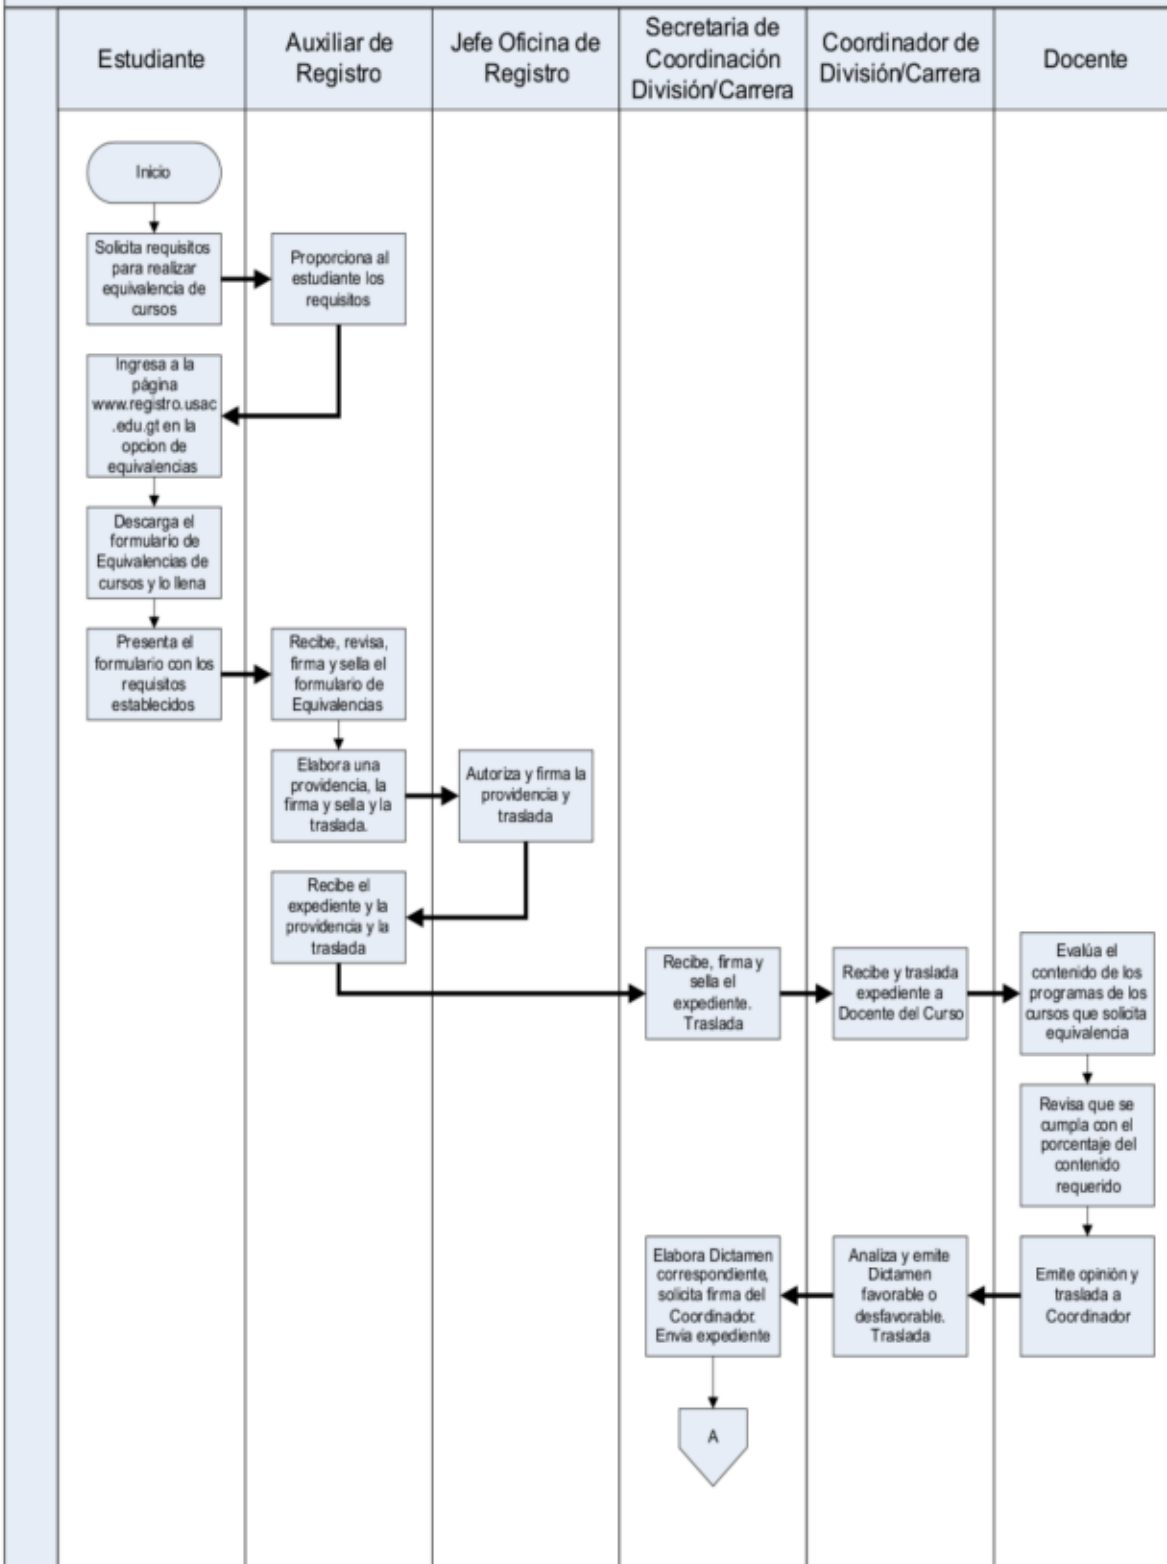 Estudiante
Auxiliar de
Registro
Jefe Oficina de
Registro
Secretaria de
Coordinación
División/Carrera
Coordinador de
División/Carrera
Docente
Inicio
Solicita requisitos
para realizar
equivalencia de
cursos
Proporciona al
estudiante los
requisitos
Ingresa a la
página
www.registro.usac
.edu.gt en la
opcion de
equivalencias
Descarga el
formulario de
Equivalencias de
cursos y lo llena
Presenta el
formulario con los
requisitos
establecidos
Recibe, revisa,
firma y sella el
formulario de
Equivalencias
Elabora una
providencia, la
firma y sella y la
traslada.
Autoriza y firma la
providencia y
traslada
Recibe el
expediente y la
providencia y la
traslada
Recibe, firma y
sella el
expediente.
Traslada
Recibe y traslada
expediente a
Docente del Curso
Evalúa el
contenido de los
programas de los
cursos que solicita
equivalencia
Revisa que se
cumpla con el
porcentaje del
contenido
requerido
Emite opinión y
traslada a
Coordinador
Analiza y emite
Dictamen
favorable o
desfavorable.
Traslada
Elabora Dictamen
correspondiente,
solicita firma del
Coordinador.
Envia expediente
A